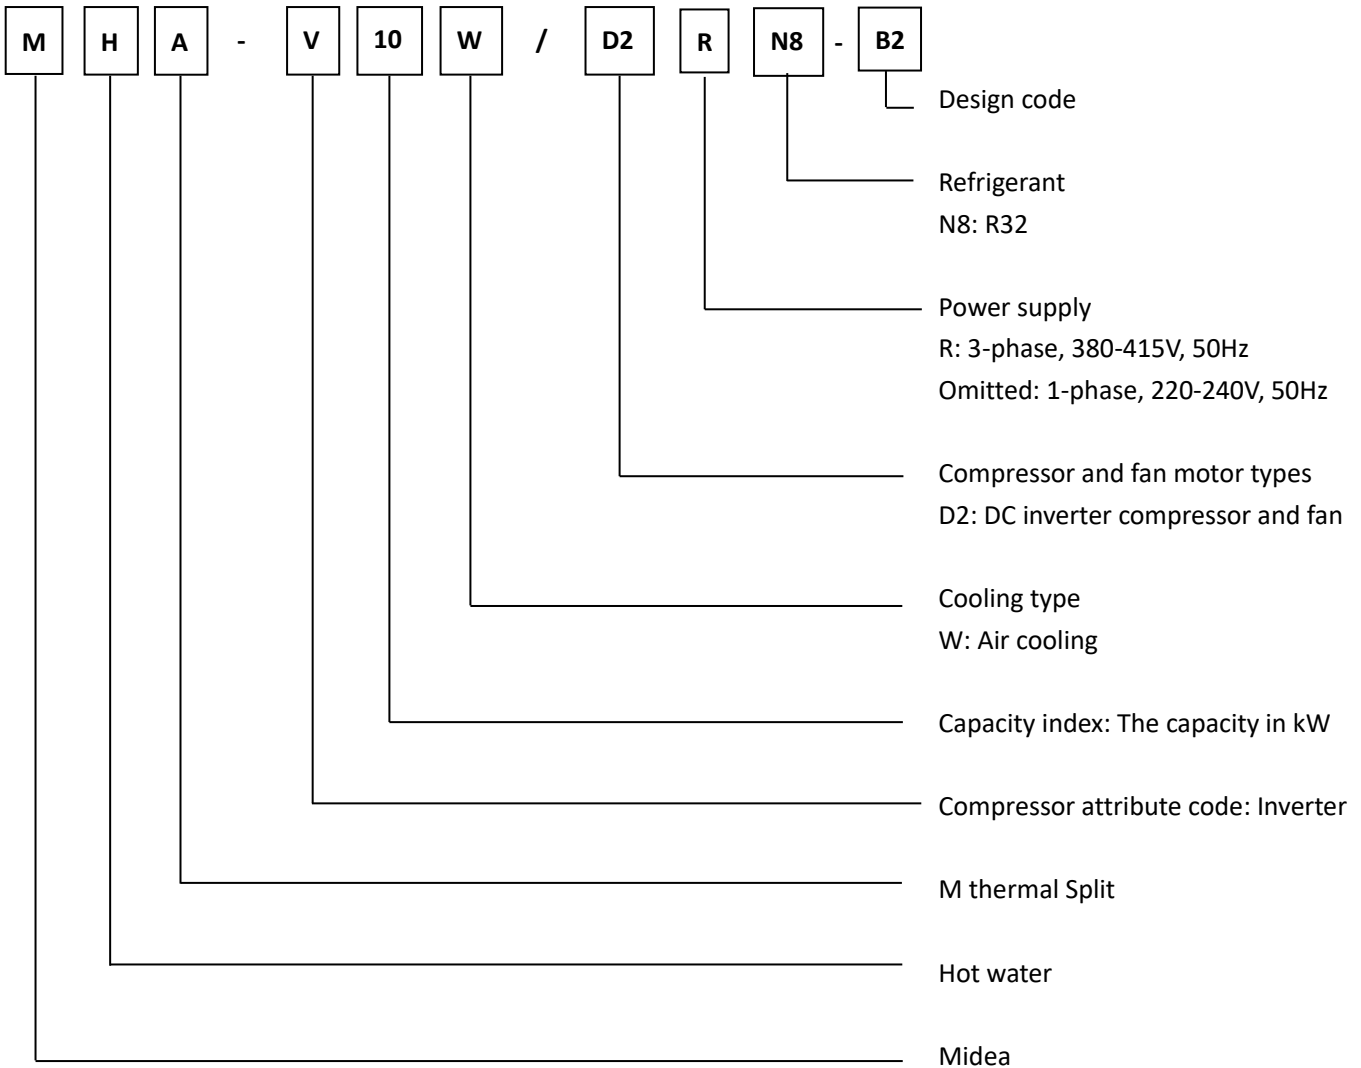 M H A - V 10 W / D2 R N8 - B2
Design code
Refrigerant
N8: R32
Power supply
R: 3-phase, 380-415V, 50Hz
Omitted: 1-phase, 220-240V, 50Hz
Compressor and fan motor types
D2: DC inverter compressor and fan
Cooling type
W: Air cooling
Capacity index: The capacity in kW
Compressor attribute code: Inverter
M thermal Split
Hot water
Midea